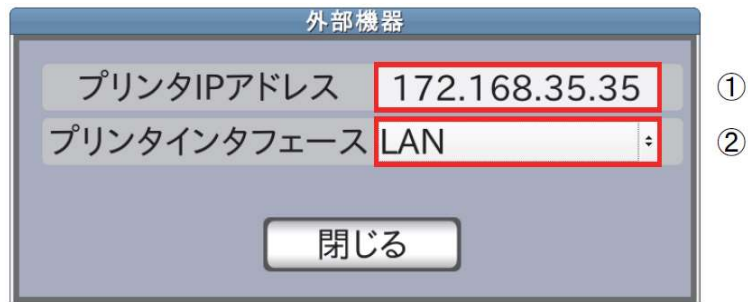 外部機器
プリンタIPアドレス 172.168.35.35 ①
プリンタインタフェース LAN ②
閉じる